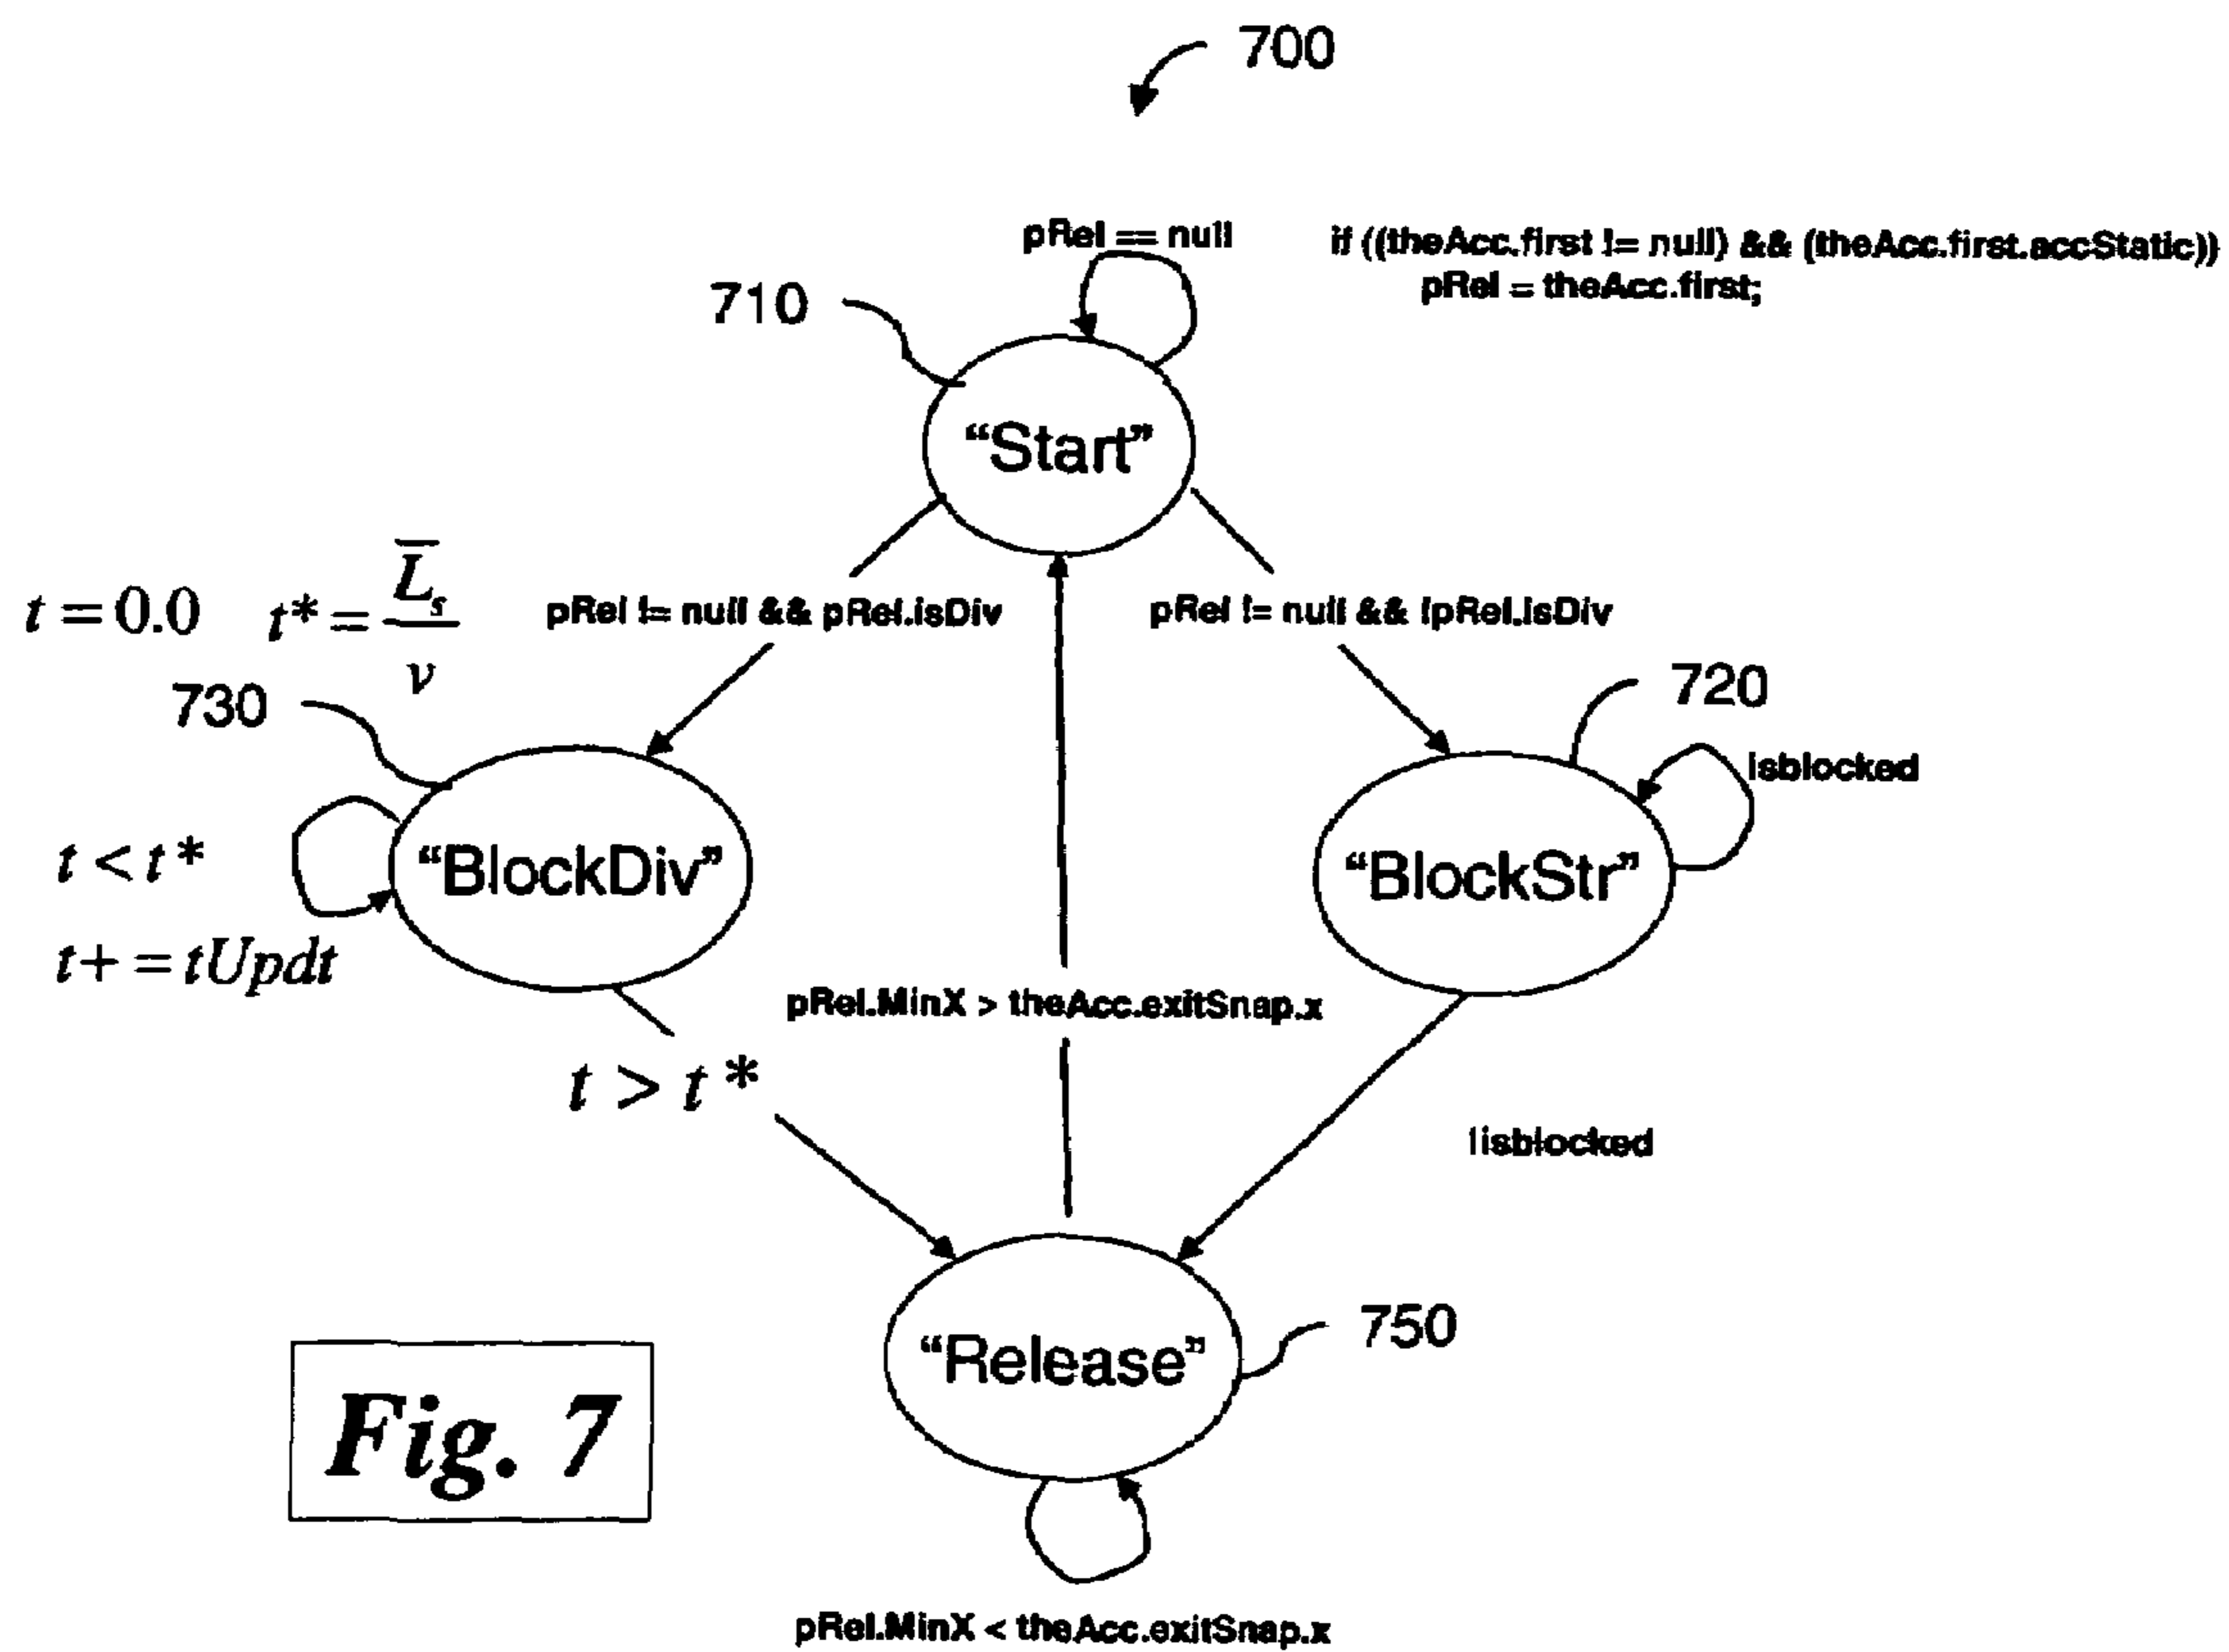 700
pRel == null
if ((theAcc.first != null) && (theAcc.first.accStatic))
pRel = theAcc.first;
710
“Start”
t = 0.0
t* = L̅s / v
pRel != null && pRel.isDiv
pRel != null && !pRel.isDiv
730
720
isblocked
t < t*
“BlockDiv”
“BlockStr”
t+ = tUpdt
pRel.MinX > theAcc.exitSnap.x
t > t*
!isblocked
“Release”
750
Fig. 7
pRel.MinX < theAcc.exitSnap.x